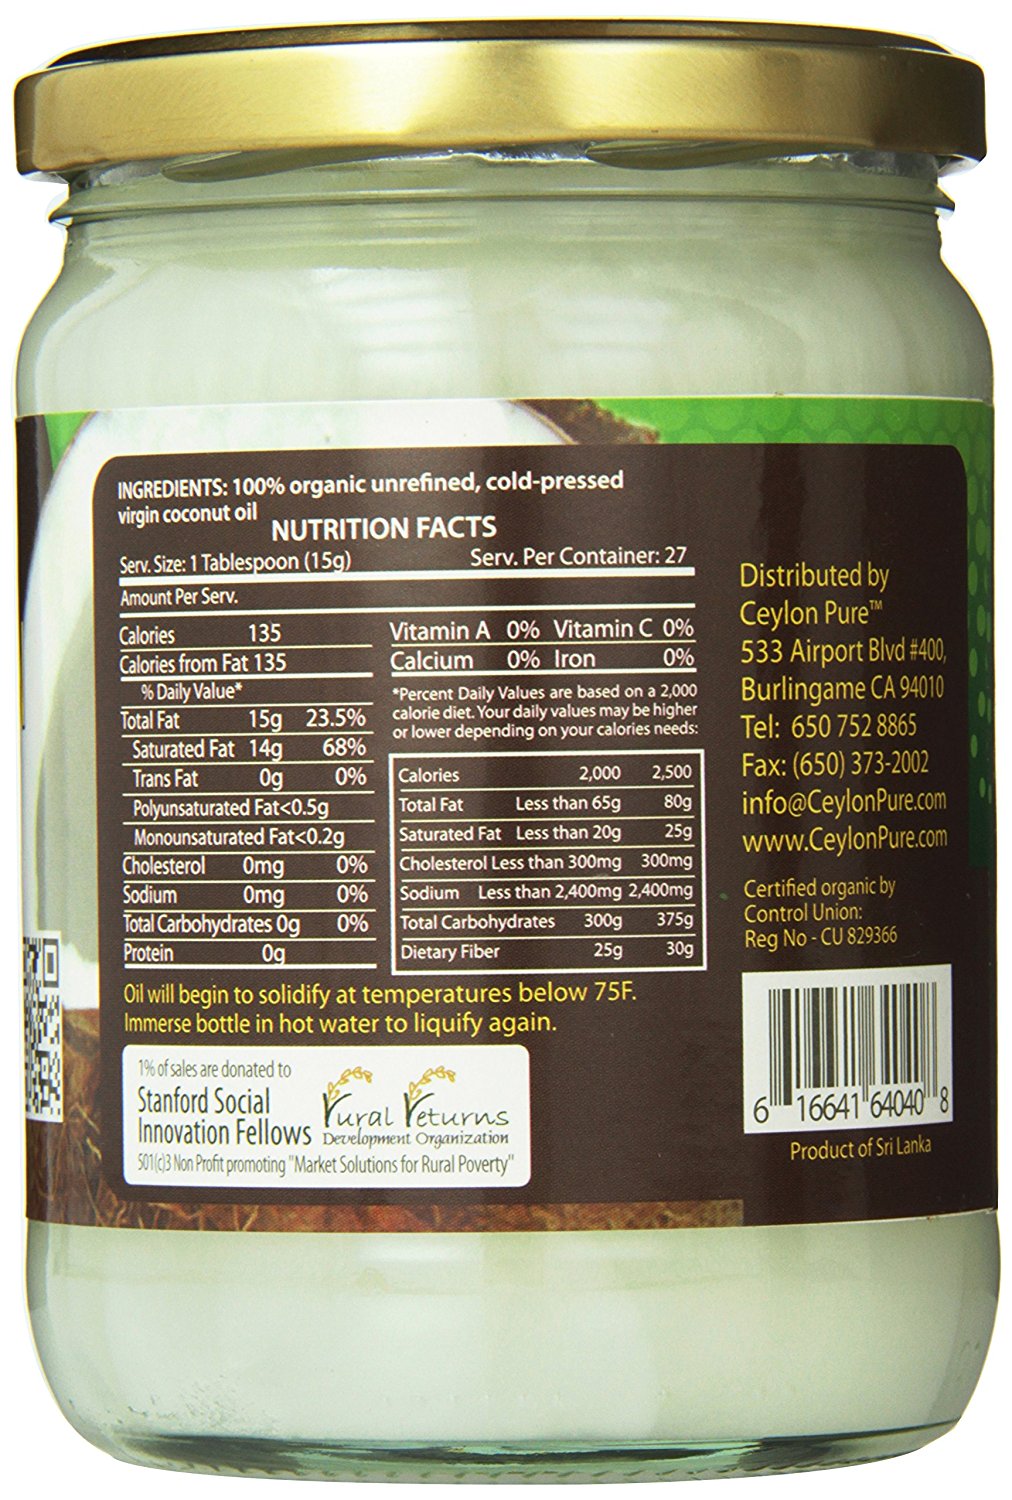 INGREDIENTS: 100% organic unrefined, cold-pressed
virgin coconut oil
NUTRITION FACTS
Serv. Size: 1 Tablespoon (15g) Serv. Per Container: 27
Amount Per Serv.
Calories 135
Calories from Fat 135
% Daily Value*
Total Fat 15g 23.5%
Saturated Fat 14g 68%
Trans Fat 0g 0%
Polyunsaturated Fat<0.5g
Monounsaturated Fat<0.2g
Cholesterol 0mg 0%
Sodium 0mg 0%
Total Carbohydrates 0g 0%
Protein 0g
Vitamin A 0% Vitamin C 0%
Calcium 0% Iron 0%
*Percent Daily Values are based on a 2,000
calorie diet. Your daily values may be higher
or lower depending on your calories needs:
Calories 2,000 2,500
Total Fat Less than 65g 80g
Saturated Fat Less than 20g 25g
Cholesterol Less than 300mg 300mg
Sodium Less than 2,400mg 2,400mg
Total Carbohydrates 300g 375g
Dietary Fiber 25g 30g
Oil will begin to solidify at temperatures below 75F.
Immerse bottle in hot water to liquify again.
1% of sales are donated to
Stanford Social
Innovation Fellows
Rural Returns
Development Organization
501(c)3 Non Profit promoting "Market Solutions for Rural Poverty"
Distributed by
Ceylon Pure™
533 Airport Blvd #400,
Burlingame CA 94010
Tel: 650 752 8865
Fax: (650) 373-2002
info@CeylonPure.com
www.CeylonPure.com
Certified organic by
Control Union:
Reg No - CU 829366
6 16641 64040 8
Product of Sri Lanka